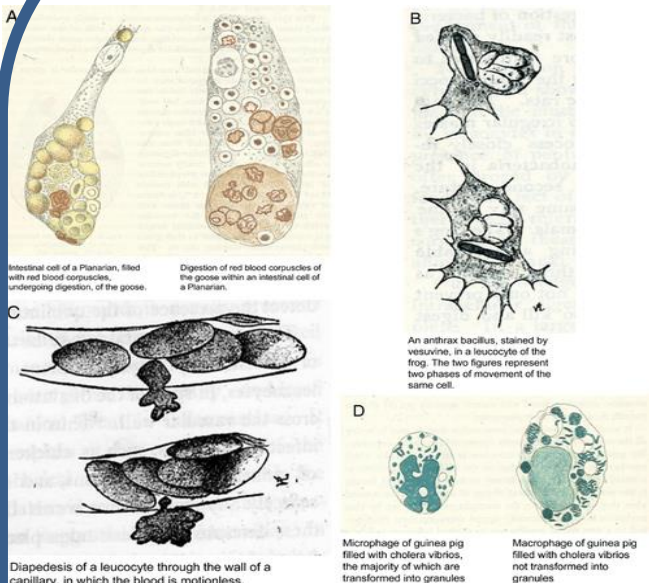 A
Intestinal cell of a Planarian, filled
with red blood corpuscles,
undergoing digestion, of the goose.
Digestion of red blood corpuscles of
the goose within an intestinal cell of
a Planarian.
B
An anthrax bacillus, stained by
vesuvine, in a leucocyte of the
frog. The two figures represent
two phases of movement of the
same cell.
C
Diapedesis of a leucocyte through the wall of a
capillary, in which the blood is motionless
D
Microphage of guinea pig
filled with cholera vibrios,
the majority of which are
transformed into granules
Macrophage of guinea pig
filled with cholera vibrios
not transformed into
granules